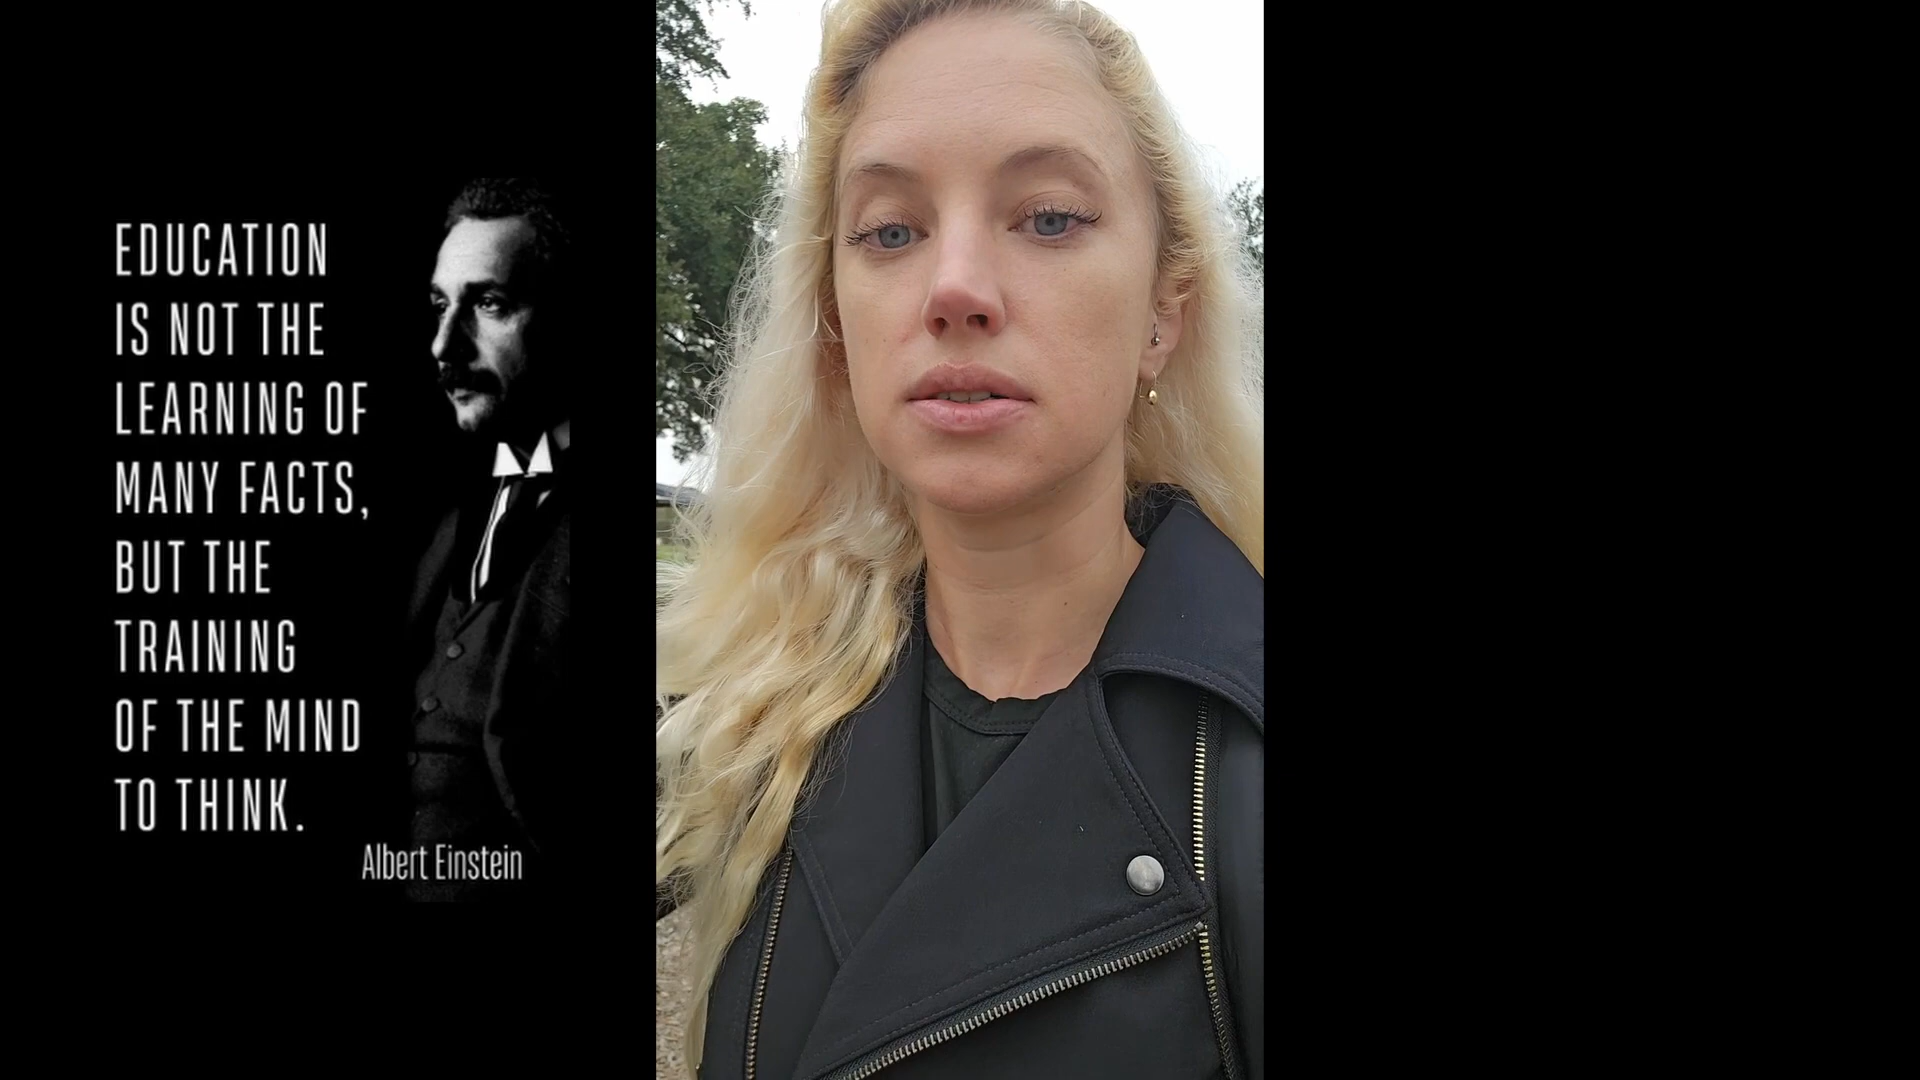 EDUCATION
IS NOT THE
LEARNING OF
MANY FACTS,
BUT THE
TRAINING
OF THE MIND
TO THINK.
Albert Einstein